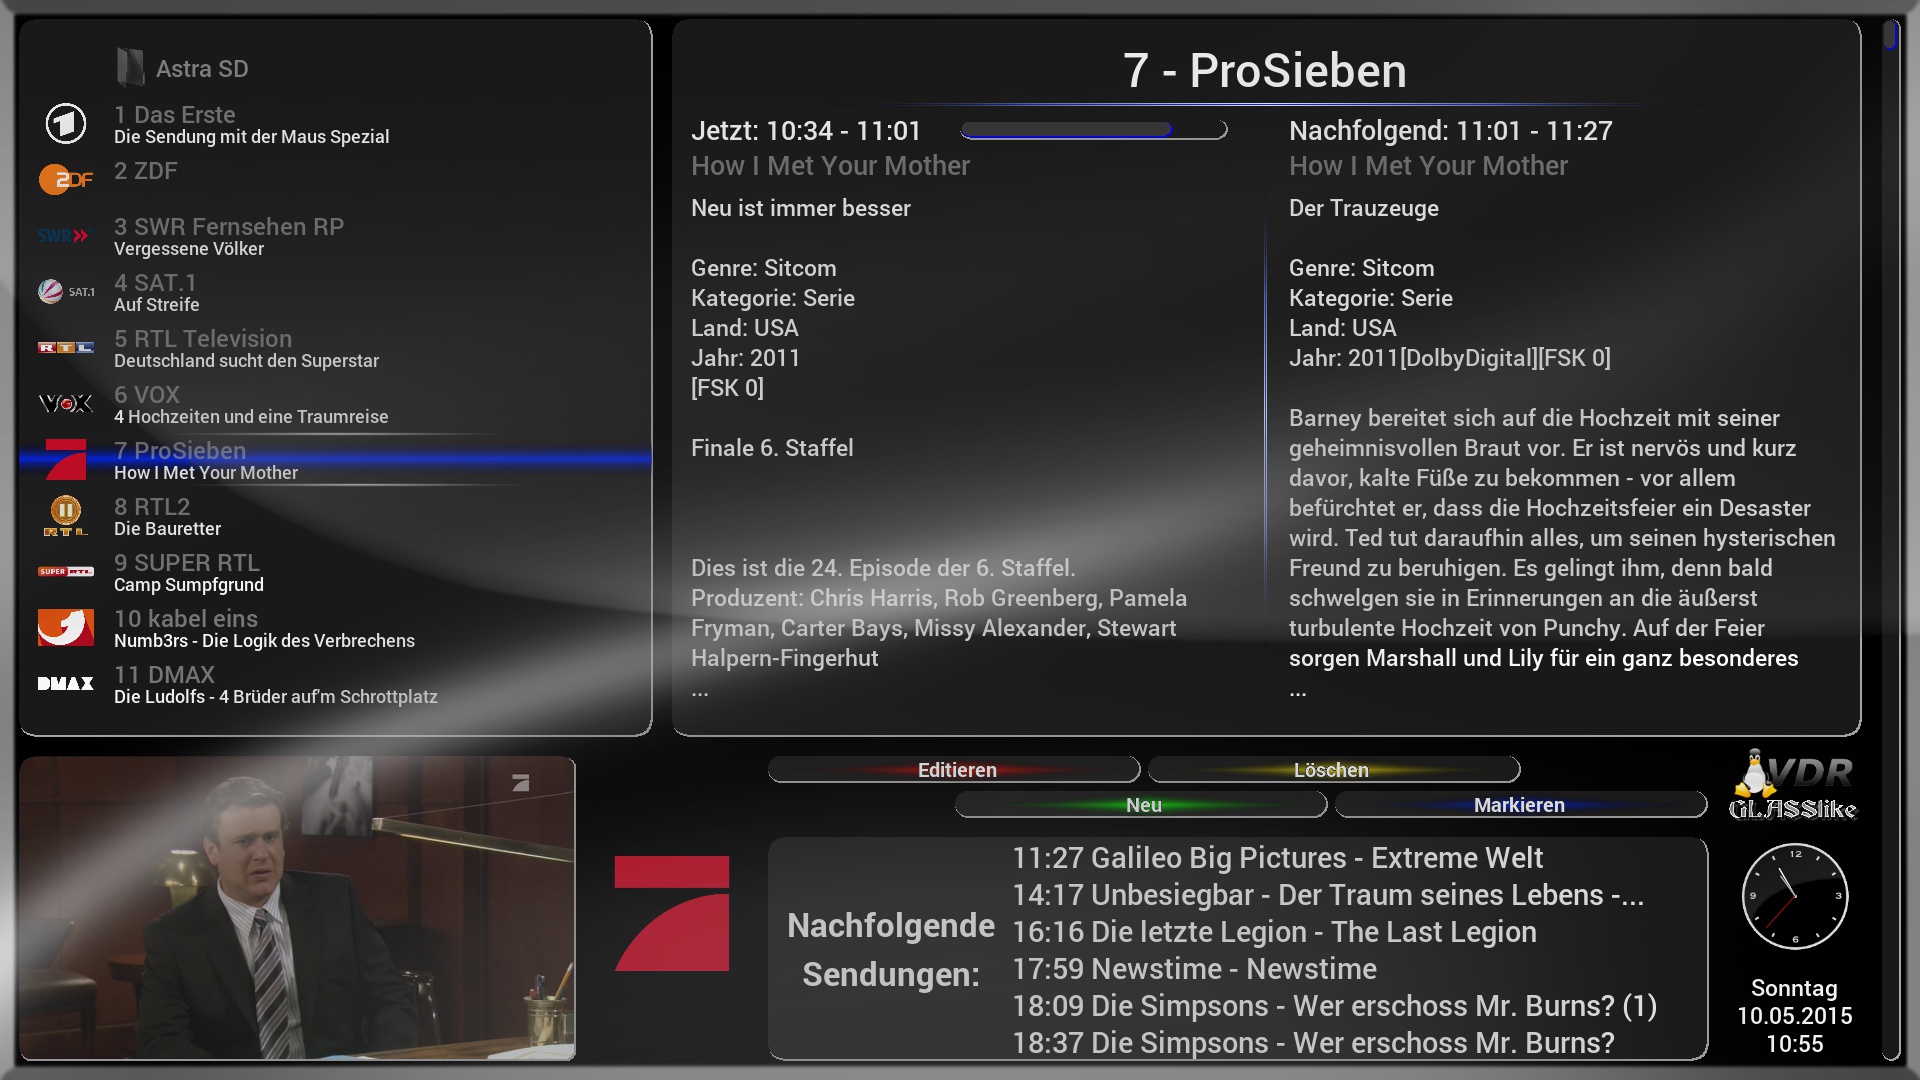 Astra SD
1 Das Erste
Die Sendung mit der Maus Spezial
2 ZDF
2DF
3 SWR Fernsehen RP
SWR
Vergessene Völker
4 SAT.1
SAT.1
Auf Streife
5 RTL Television
RTL
Deutschland sucht den Superstar
6 VOX
VOX
4 Hochzeiten und eine Traumreise
7 ProSieben
How I Met Your Mother
8 RTL2
RTL
Die Bauretter
9 SUPER RTL
SUPER RTL
Camp Sumpfgrund
10 kabel eins
Numb3rs - Die Logik des Verbrechens
11 DMAX
DMAX
Die Ludolfs - 4 Brüder auf'm Schrottplatz
7 - ProSieben
Jetzt: 10:34 - 11:01
How I Met Your Mother
Neu ist immer besser
Genre: Sitcom
Kategorie: Serie
Land: USA
Jahr: 2011
[FSK 0]
Finale 6. Staffel
Dies ist die 24. Episode der 6. Staffel.
Produzent: Chris Harris, Rob Greenberg, Pamela
Fryman, Carter Bays, Missy Alexander, Stewart
Halpern-Fingerhut
...
Nachfolgend: 11:01 - 11:27
How I Met Your Mother
Der Trauzeuge
Genre: Sitcom
Kategorie: Serie
Land: USA
Jahr: 2011[DolbyDigital][FSK 0]
Barney bereitet sich auf die Hochzeit mit seiner
geheimnisvollen Braut vor. Er ist nervös und kurz
davor, kalte Füße zu bekommen - vor allem
befürchtet er, dass die Hochzeitsfeier ein Desaster
wird. Ted tut daraufhin alles, um seinen hysterischen
Freund zu beruhigen. Es gelingt ihm, denn bald
schwelgen sie in Erinnerungen an die äußerst
turbulente Hochzeit von Punchy. Auf der Feier
sorgen Marshall und Lily für ein ganz besonderes
...
Editieren
Löschen
Neu
Markieren
VDR
GLASSlike
Nachfolgende
Sendungen:
11:27 Galileo Big Pictures - Extreme Welt
14:17 Unbesiegbar - Der Traum seines Lebens -...
16:16 Die letzte Legion - The Last Legion
17:59 Newstime - Newstime
18:09 Die Simpsons - Wer erschoss Mr. Burns? (1)
18:37 Die Simpsons - Wer erschoss Mr. Burns?
12
9
3
6
Sonntag
10.05.2015
10:55